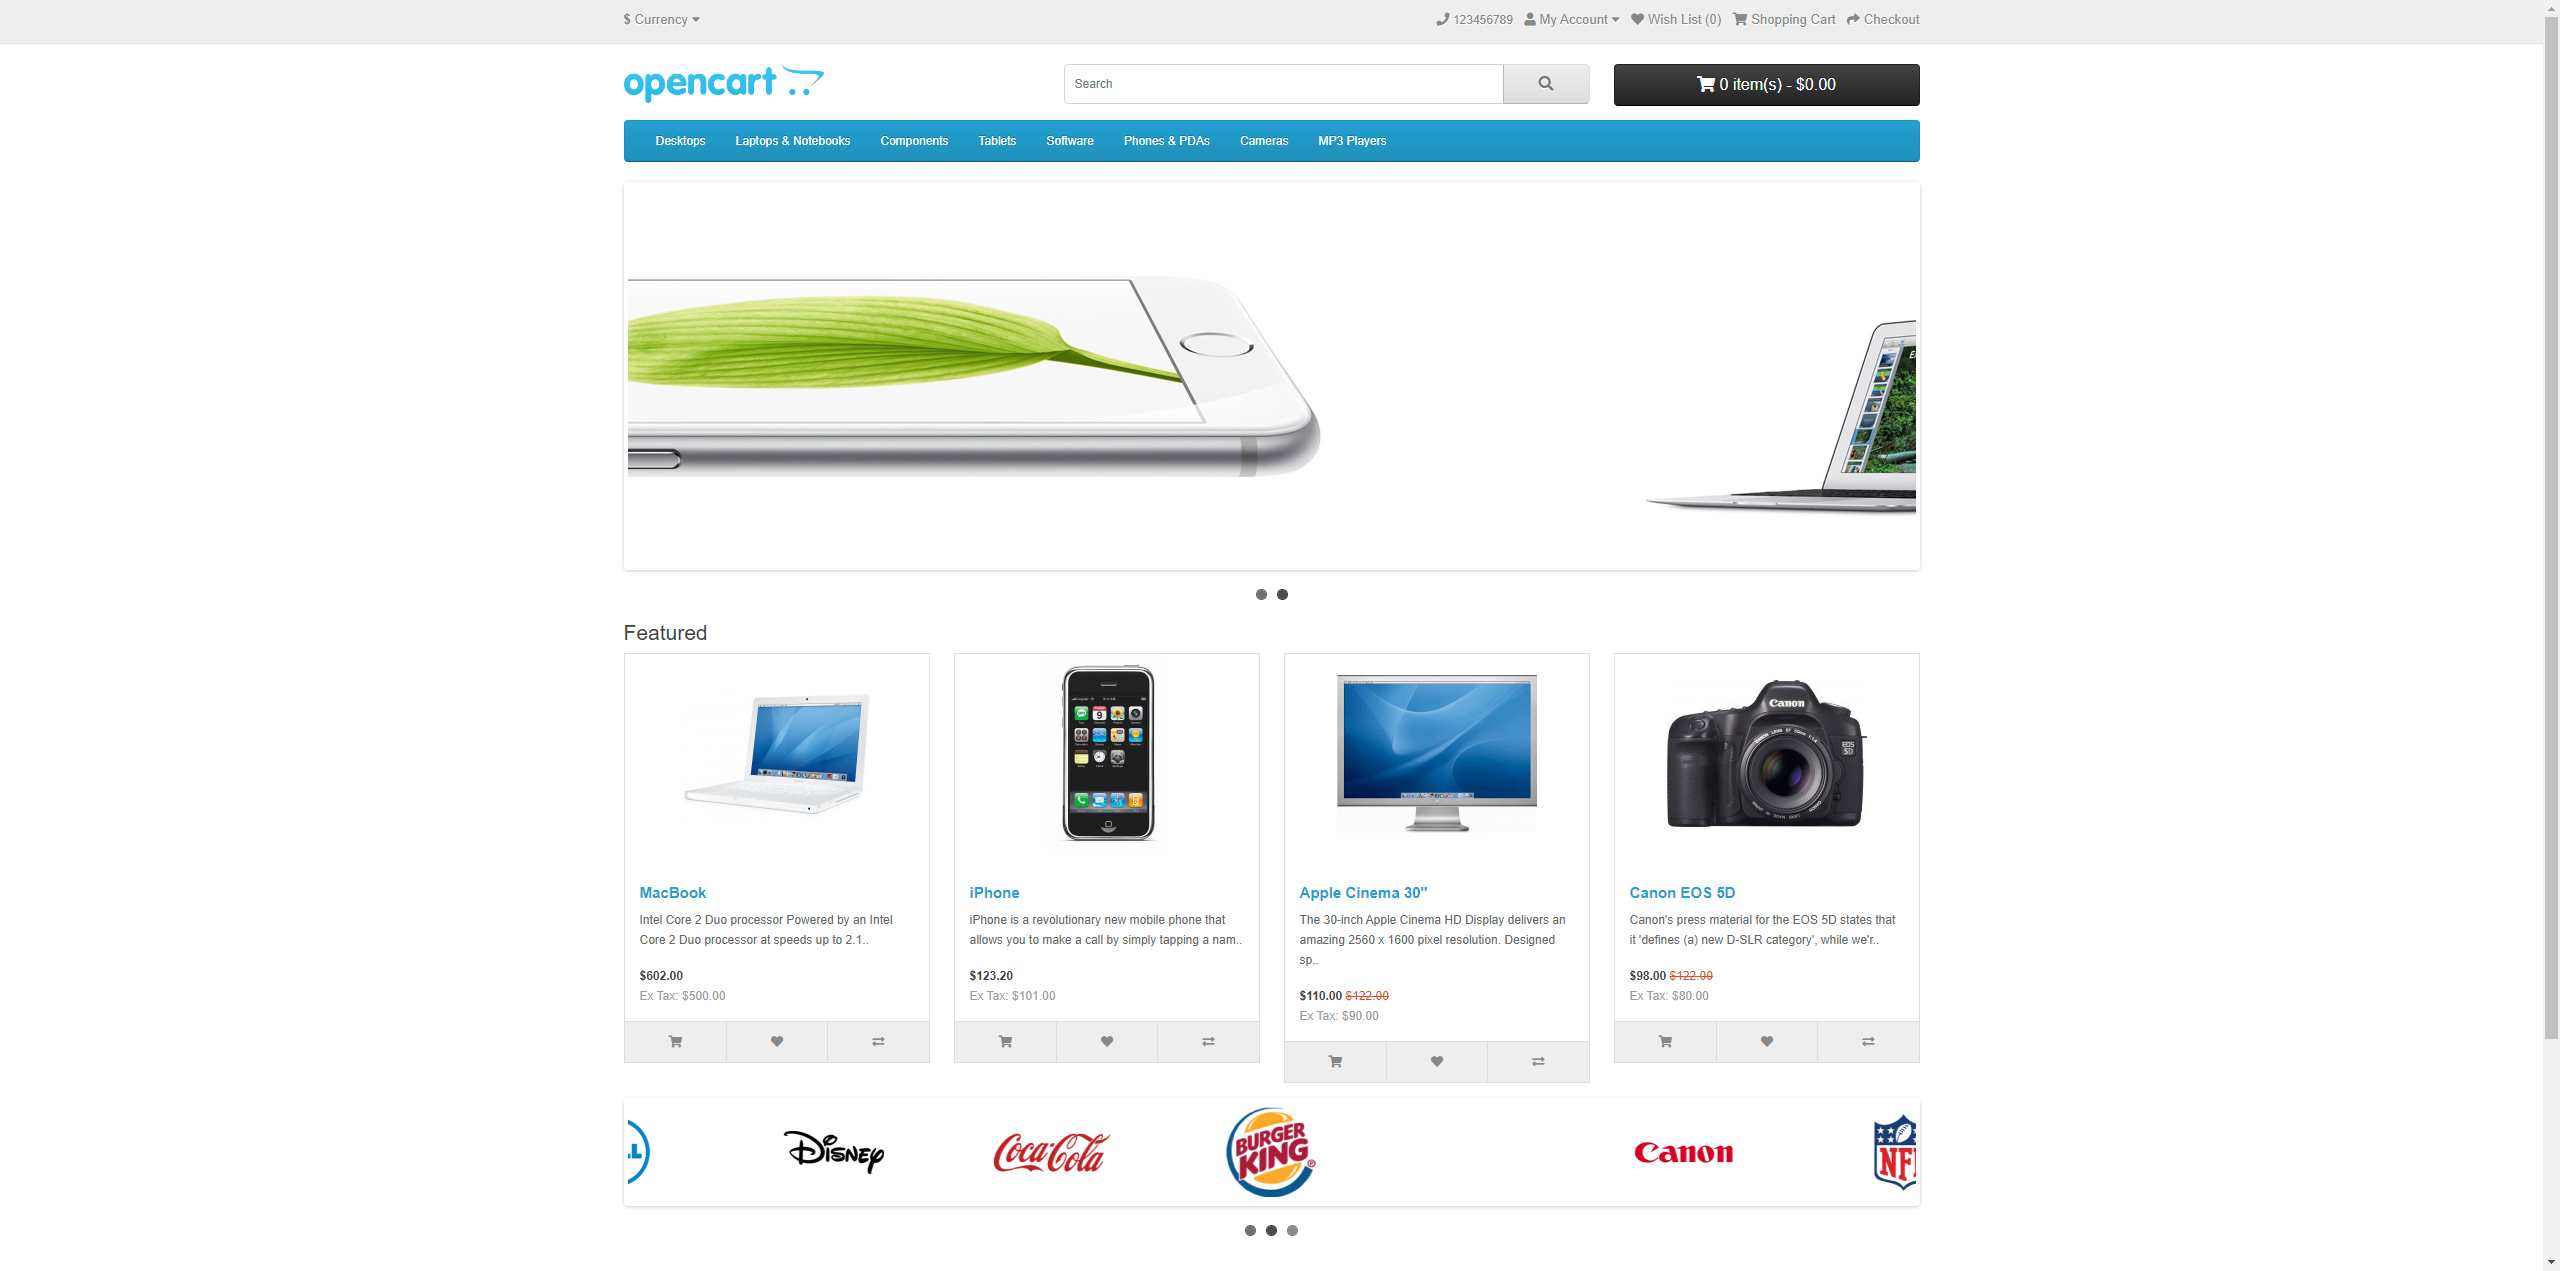 $ Currency
123456789 My Account Wish List (0) Shopping Cart Checkout
opencart
Search
0 item(s) - $0.00
Desktops Laptops & Notebooks Components Tablets Software Phones & PDAs Cameras MP3 Players
Featured
Canon
EOS 5D
MacBook
Intel Core 2 Duo processor Powered by an Intel
Core 2 Duo processor at speeds up to 2.1..
$602.00
Ex Tax: $500.00
iPhone
iPhone is a revolutionary new mobile phone that
allows you to make a call by simply tapping a nam..
$123.20
Ex Tax: $101.00
Apple Cinema 30"
The 30-inch Apple Cinema HD Display delivers an
amazing 2560 x 1600 pixel resolution. Designed
sp..
$110.00 $122.00
Ex Tax: $90.00
Canon EOS 5D
Canon's press material for the EOS 5D states that
it 'defines (a) new D-SLR category', while we'r..
$98.00 $122.00
Ex Tax: $80.00
Disney
Coca-Cola
BURGER
KING
Canon
NF